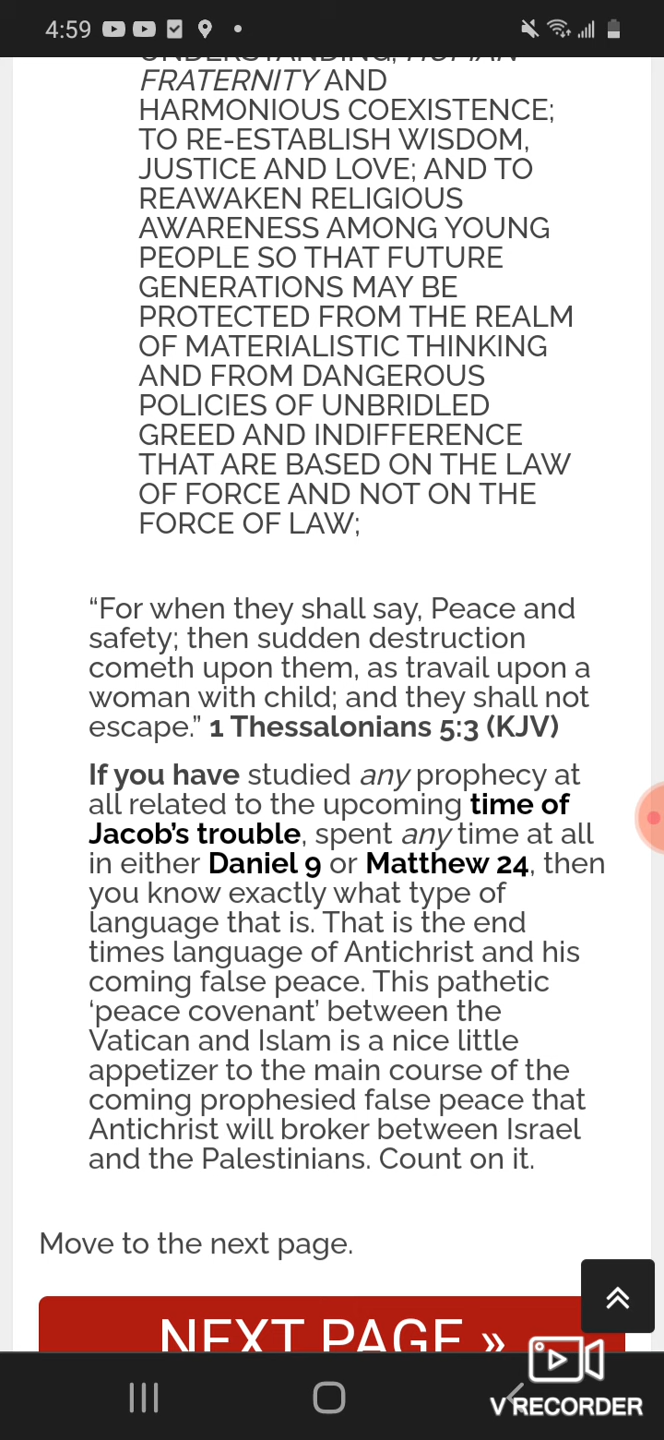 4:59
UNDERSTANDING, HUMAN
FRATERNITY AND
HARMONIOUS COEXISTENCE;
TO RE-ESTABLISH WISDOM,
JUSTICE AND LOVE; AND TO
REAWAKEN RELIGIOUS
AWARENESS AMONG YOUNG
PEOPLE SO THAT FUTURE
GENERATIONS MAY BE
PROTECTED FROM THE REALM
OF MATERIALISTIC THINKING
AND FROM DANGEROUS
POLICIES OF UNBRIDLED
GREED AND INDIFFERENCE
THAT ARE BASED ON THE LAW
OF FORCE AND NOT ON THE
FORCE OF LAW;
“For when they shall say, Peace and
safety; then sudden destruction
cometh upon them, as travail upon a
woman with child; and they shall not
escape.” 1 Thessalonians 5:3 (KJV)
If you have studied any prophecy at
all related to the upcoming time of
Jacob’s trouble, spent any time at all
in either Daniel 9 or Matthew 24, then
you know exactly what type of
language that is. That is the end
times language of Antichrist and his
coming false peace. This pathetic
‘peace covenant’ between the
Vatican and Islam is a nice little
appetizer to the main course of the
coming prophesied false peace that
Antichrist will broker between Israel
and the Palestinians. Count on it.
Move to the next page.
NEXT PAGE »
V RECORDER